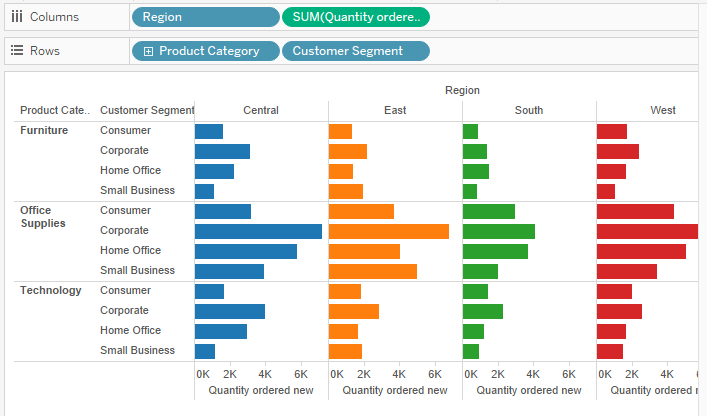 Columns Region SUM(Quantity ordere..
Rows Product Category Customer Segment
Region
Product Cate.. Customer Segment Central East South West
Furniture Consumer
Corporate
Home Office
Small Business
Office Supplies Consumer
Corporate
Home Office
Small Business
Technology Consumer
Corporate
Home Office
Small Business
0K 2K 4K 6K 0K 2K 4K 6K 0K 2K 4K 6K 0K 2K 4K 6
Quantity ordered new Quantity ordered new Quantity ordered new Quantity ordered n